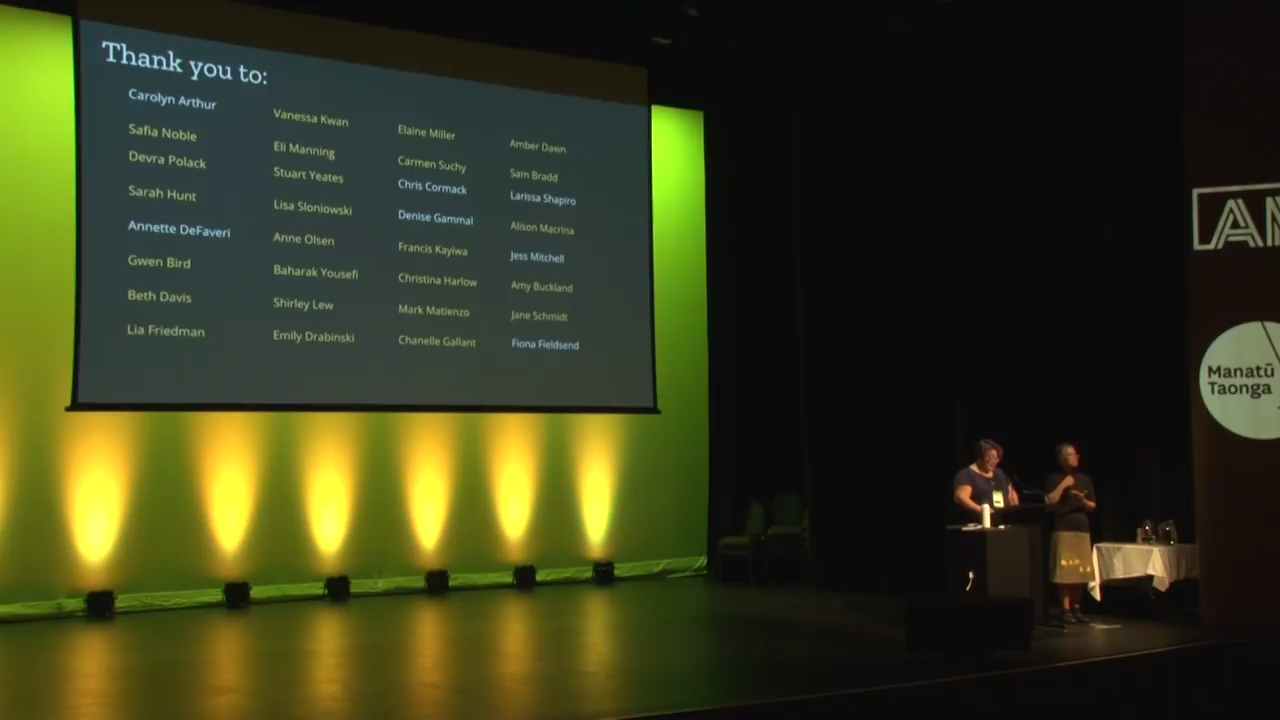 Thank you to:
Carolyn Arthur
Safia Noble
Devra Polack
Sarah Hunt
Annette DeFaveri
Gwen Bird
Beth Davis
Lia Friedman
Vanessa Kwan
Eli Manning
Stuart Yeates
Lisa Sloniowski
Anne Olsen
Baharak Yousefi
Shirley Lew
Emily Drabinski
Elaine Miller
Carmen Suchy
Chris Cormack
Denise Gammal
Francis Kayiwa
Christina Harlow
Mark Matienzo
Chanelle Gallant
Amber Dawn
Sam Bradd
Larissa Shapiro
Alison Macrina
Jess Mitchell
Amy Buckland
Jane Schmidt
Fiona Fieldsend
Manatū
Taonga